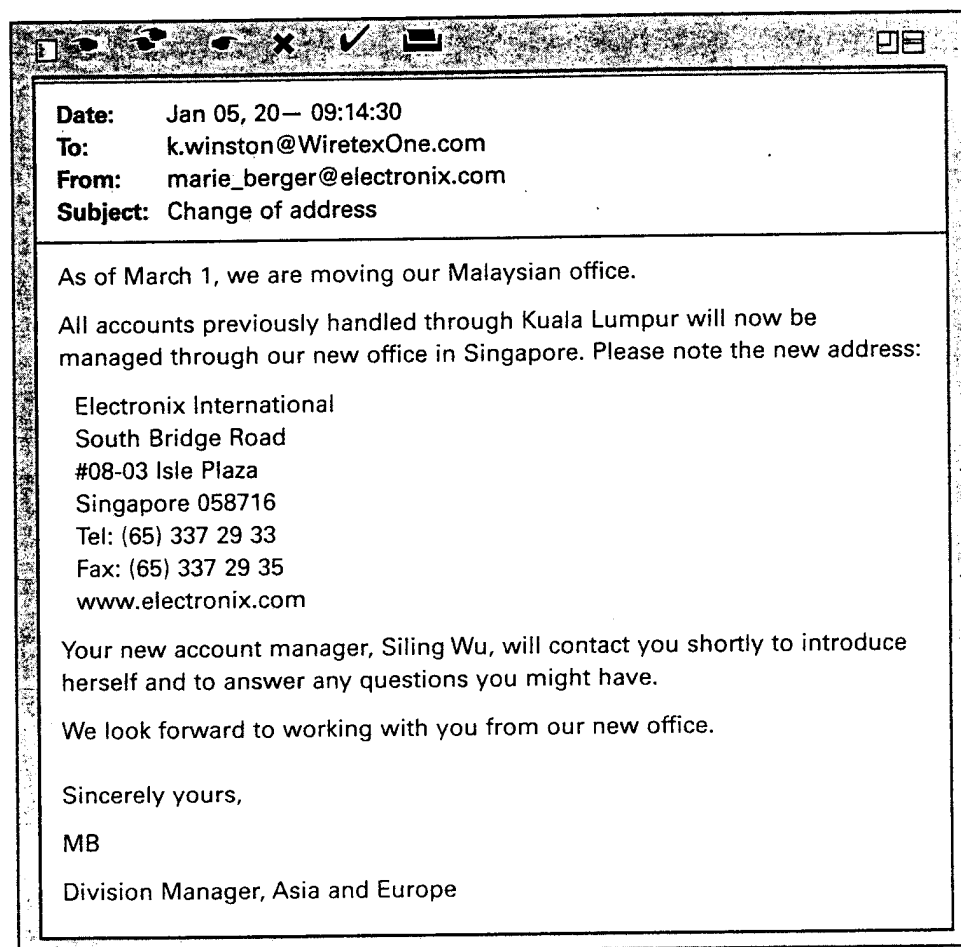 Date: Jan 05, 20— 09:14:30
To: k.winston@WiretexOne.com
From: marie_berger@electronix.com
Subject: Change of address
As of March 1, we are moving our Malaysian office.
All accounts previously handled through Kuala Lumpur will now be
managed through our new office in Singapore. Please note the new address:
Electronix International
South Bridge Road
#08-03 Isle Plaza
Singapore 058716
Tel: (65) 337 29 33
Fax: (65) 337 29 35
www.electronix.com
Your new account manager, Siling Wu, will contact you shortly to introduce
herself and to answer any questions you might have.
We look forward to working with you from our new office.
Sincerely yours,
MB
Division Manager, Asia and Europe